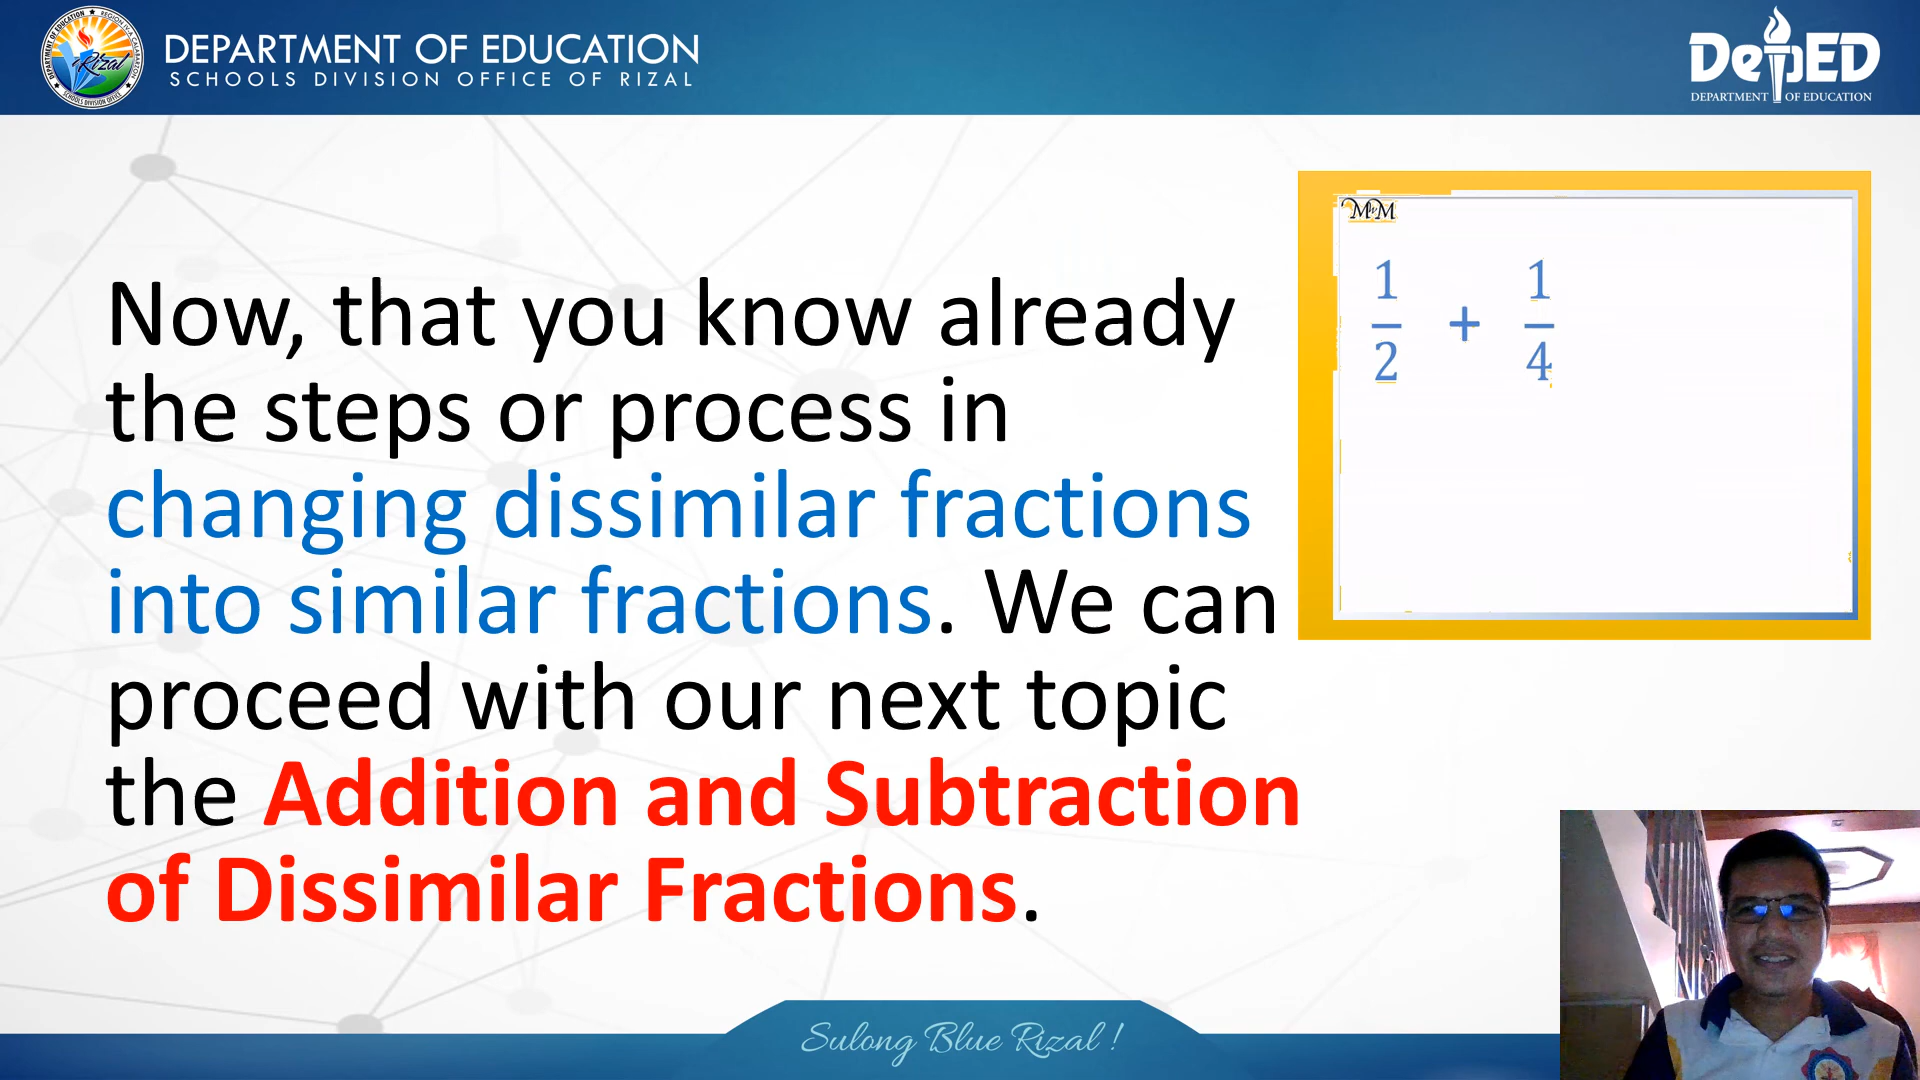 DEPARTMENT OF EDUCATION
SCHOOLS DIVISION OFFICE OF RIZAL
Rizal
DepED
DEPARTMENT OF EDUCATION
Now, that you know already
the steps or process in
changing dissimilar fractions
into similar fractions. We can
proceed with our next topic
the Addition and Subtraction
of Dissimilar Fractions.
1/2 + 1/4
Sulong Blue Rizal !